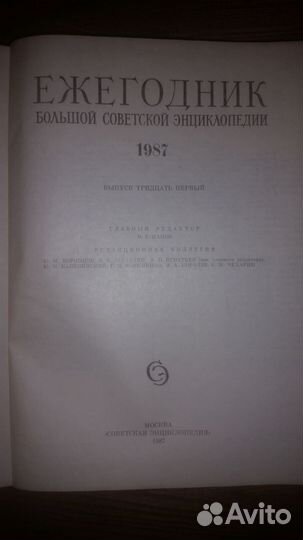 ЕЖЕГОДНИК
БОЛЬШОЙ СОВЕТСКОЙ ЭНЦИКЛОПЕДИИ
1987
ВЫПУСК ТРИДЦАТЬ ПЕРВЫЙ
ГЛАВНЫЙ РЕДАКТОР
РЕДАКЦИОННАЯ КОЛЛЕГИЯ
МОСКВА
«СОВЕТСКАЯ ЭНЦИКЛОПЕДИЯ»
1987
Avito